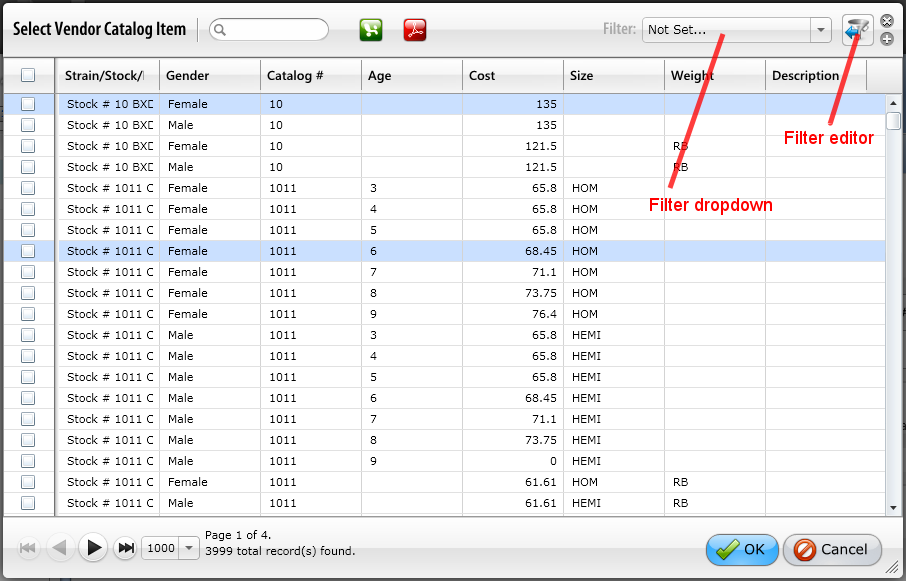 Select Vendor Catalog Item Filter: Not Set...
Strain/Stock/ Gender Catalog # Age Cost Size Weight Description
Stock # 10 BXD Female 10 135
Stock # 10 BXD Male 10 135
Filter editor
Stock # 10 BXD Female 10 121.5 RB
Stock # 10 BXD Male 10 121.5 RB
Stock # 1011 C Female 1011 3 65.8 HOM
Filter dropdown
Stock # 1011 C Female 1011 4 65.8 HOM
Stock # 1011 C Female 1011 5 65.8 HOM
Stock # 1011 C Female 1011 6 68.45 HOM
Stock # 1011 C Female 1011 7 71.1 HOM
Stock # 1011 C Female 1011 8 73.75 HOM
Stock # 1011 C Female 1011 9 76.4 HOM
Stock # 1011 C Male 1011 3 65.8 HEMI
Stock # 1011 C Male 1011 4 65.8 HEMI
Stock # 1011 C Male 1011 5 65.8 HEMI
Stock # 1011 C Male 1011 6 68.45 HEMI
Stock # 1011 C Male 1011 7 71.1 HEMI
Stock # 1011 C Male 1011 8 73.75 HEMI
Stock # 1011 C Male 1011 9 0 HEMI
Stock # 1011 C Female 1011 61.61 HOM RB
Stock # 1011 C Male 1011 61.61 HEMI RB
1000 Page 1 of 4.
3999 total record(s) found.
OK Cancel